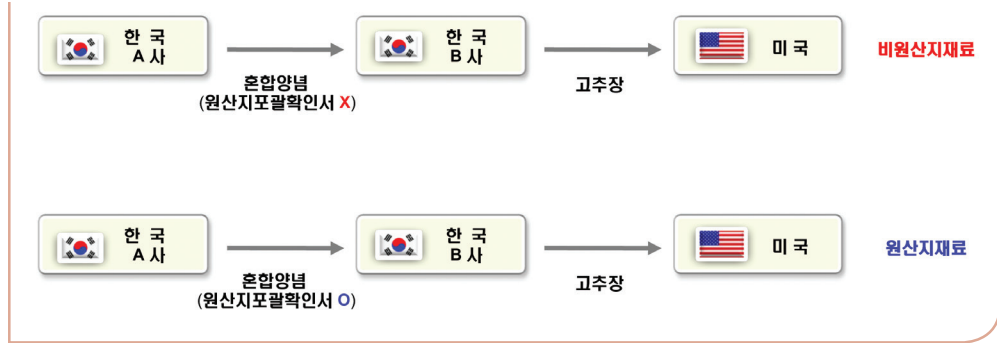 한 국
A 사
한 국
B 사
미 국
비원산지재료
혼합양념
(원산지포괄확인서 X)
고추장
한 국
A 사
한 국
B 사
미 국
원산지재료
혼합양념
(원산지포괄확인서 O)
고추장